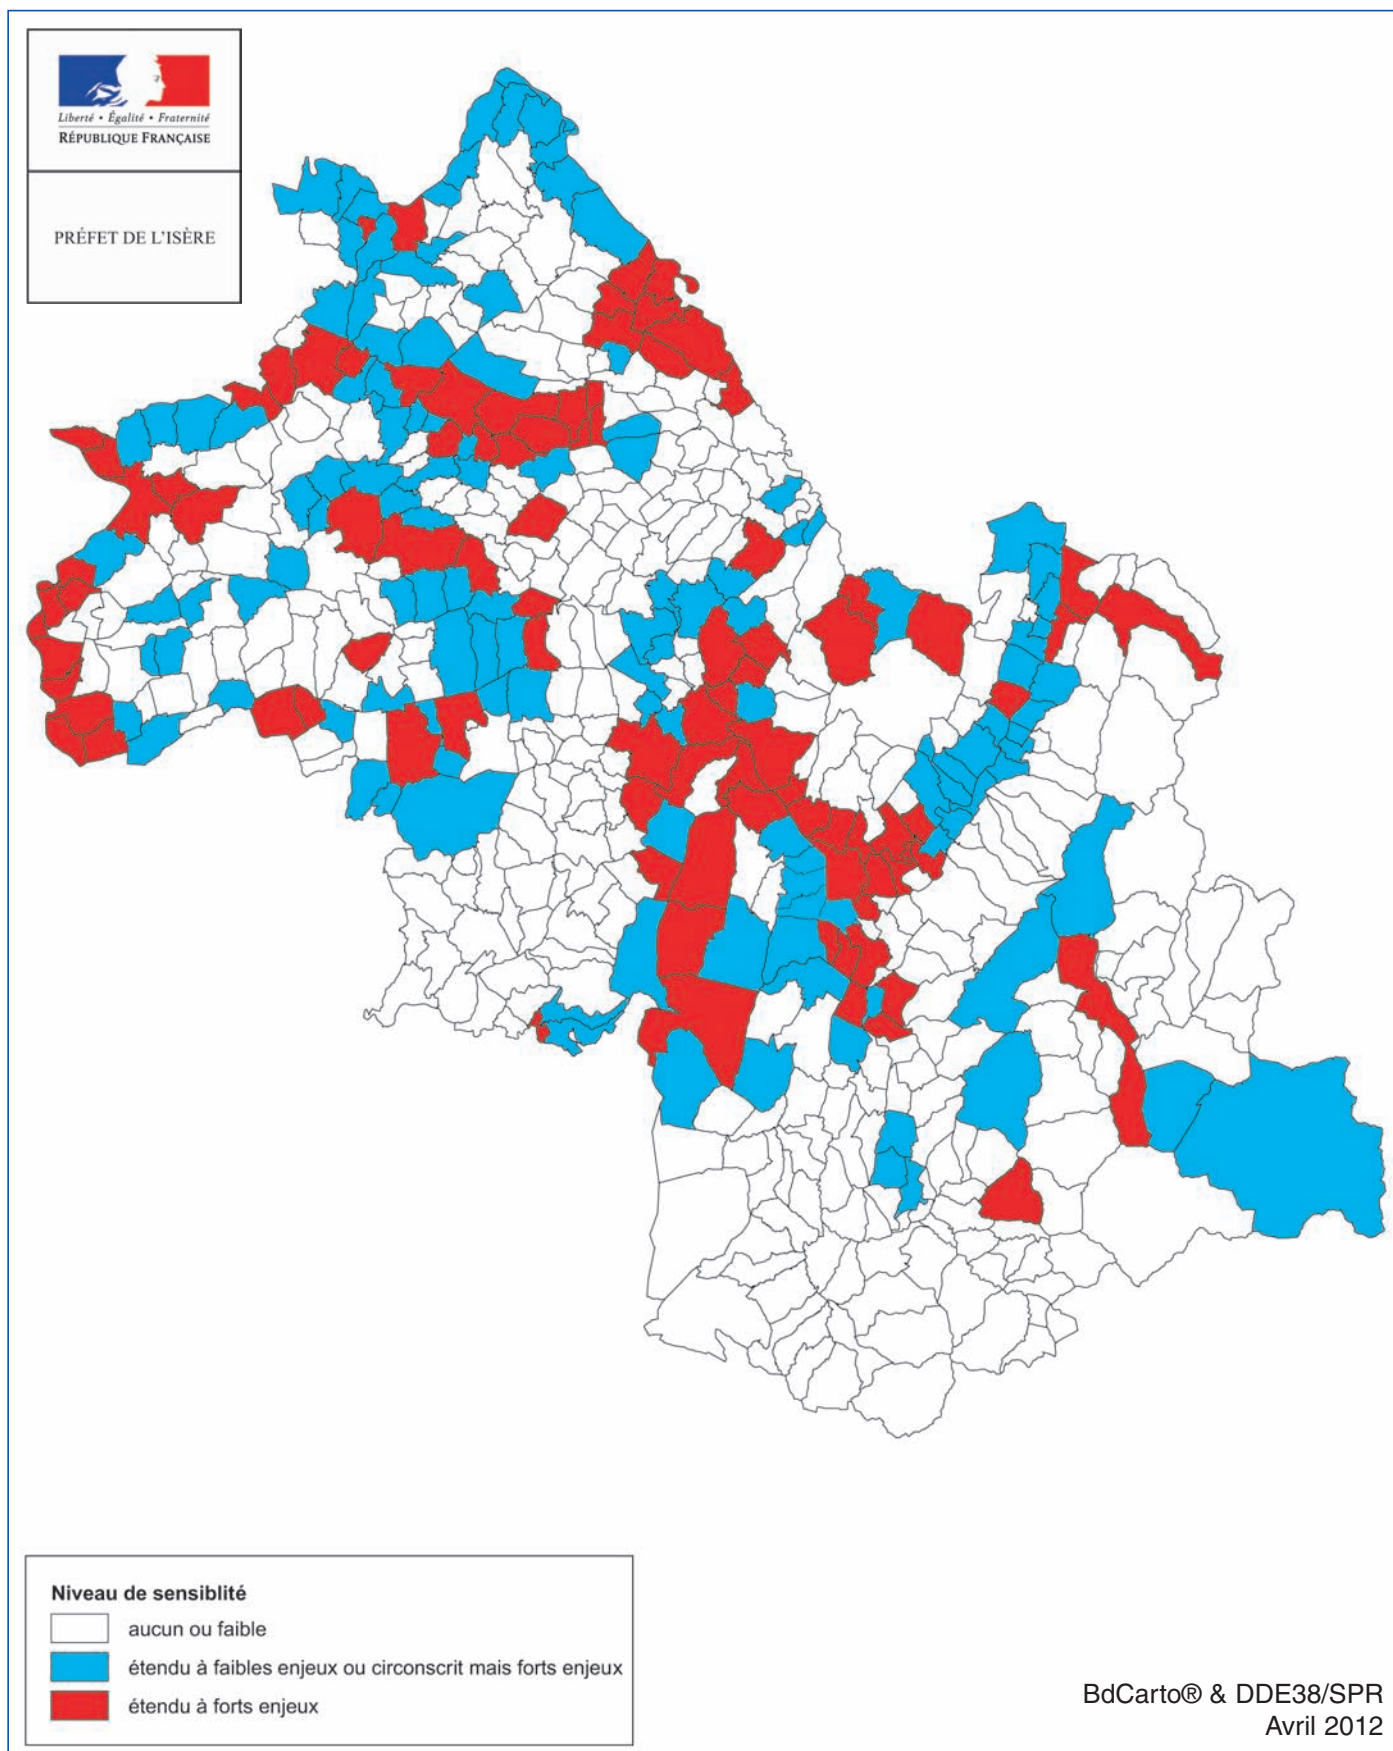 Liberté • Égalité • Fraternité
RÉPUBLIQUE FRANÇAISE
PRÉFET DE L'ISÈRE
Niveau de sensiblité
aucun ou faible
étendu à faibles enjeux ou circonscrit mais forts enjeux
étendu à forts enjeux
BdCarto® & DDE38/SPR
Avril 2012